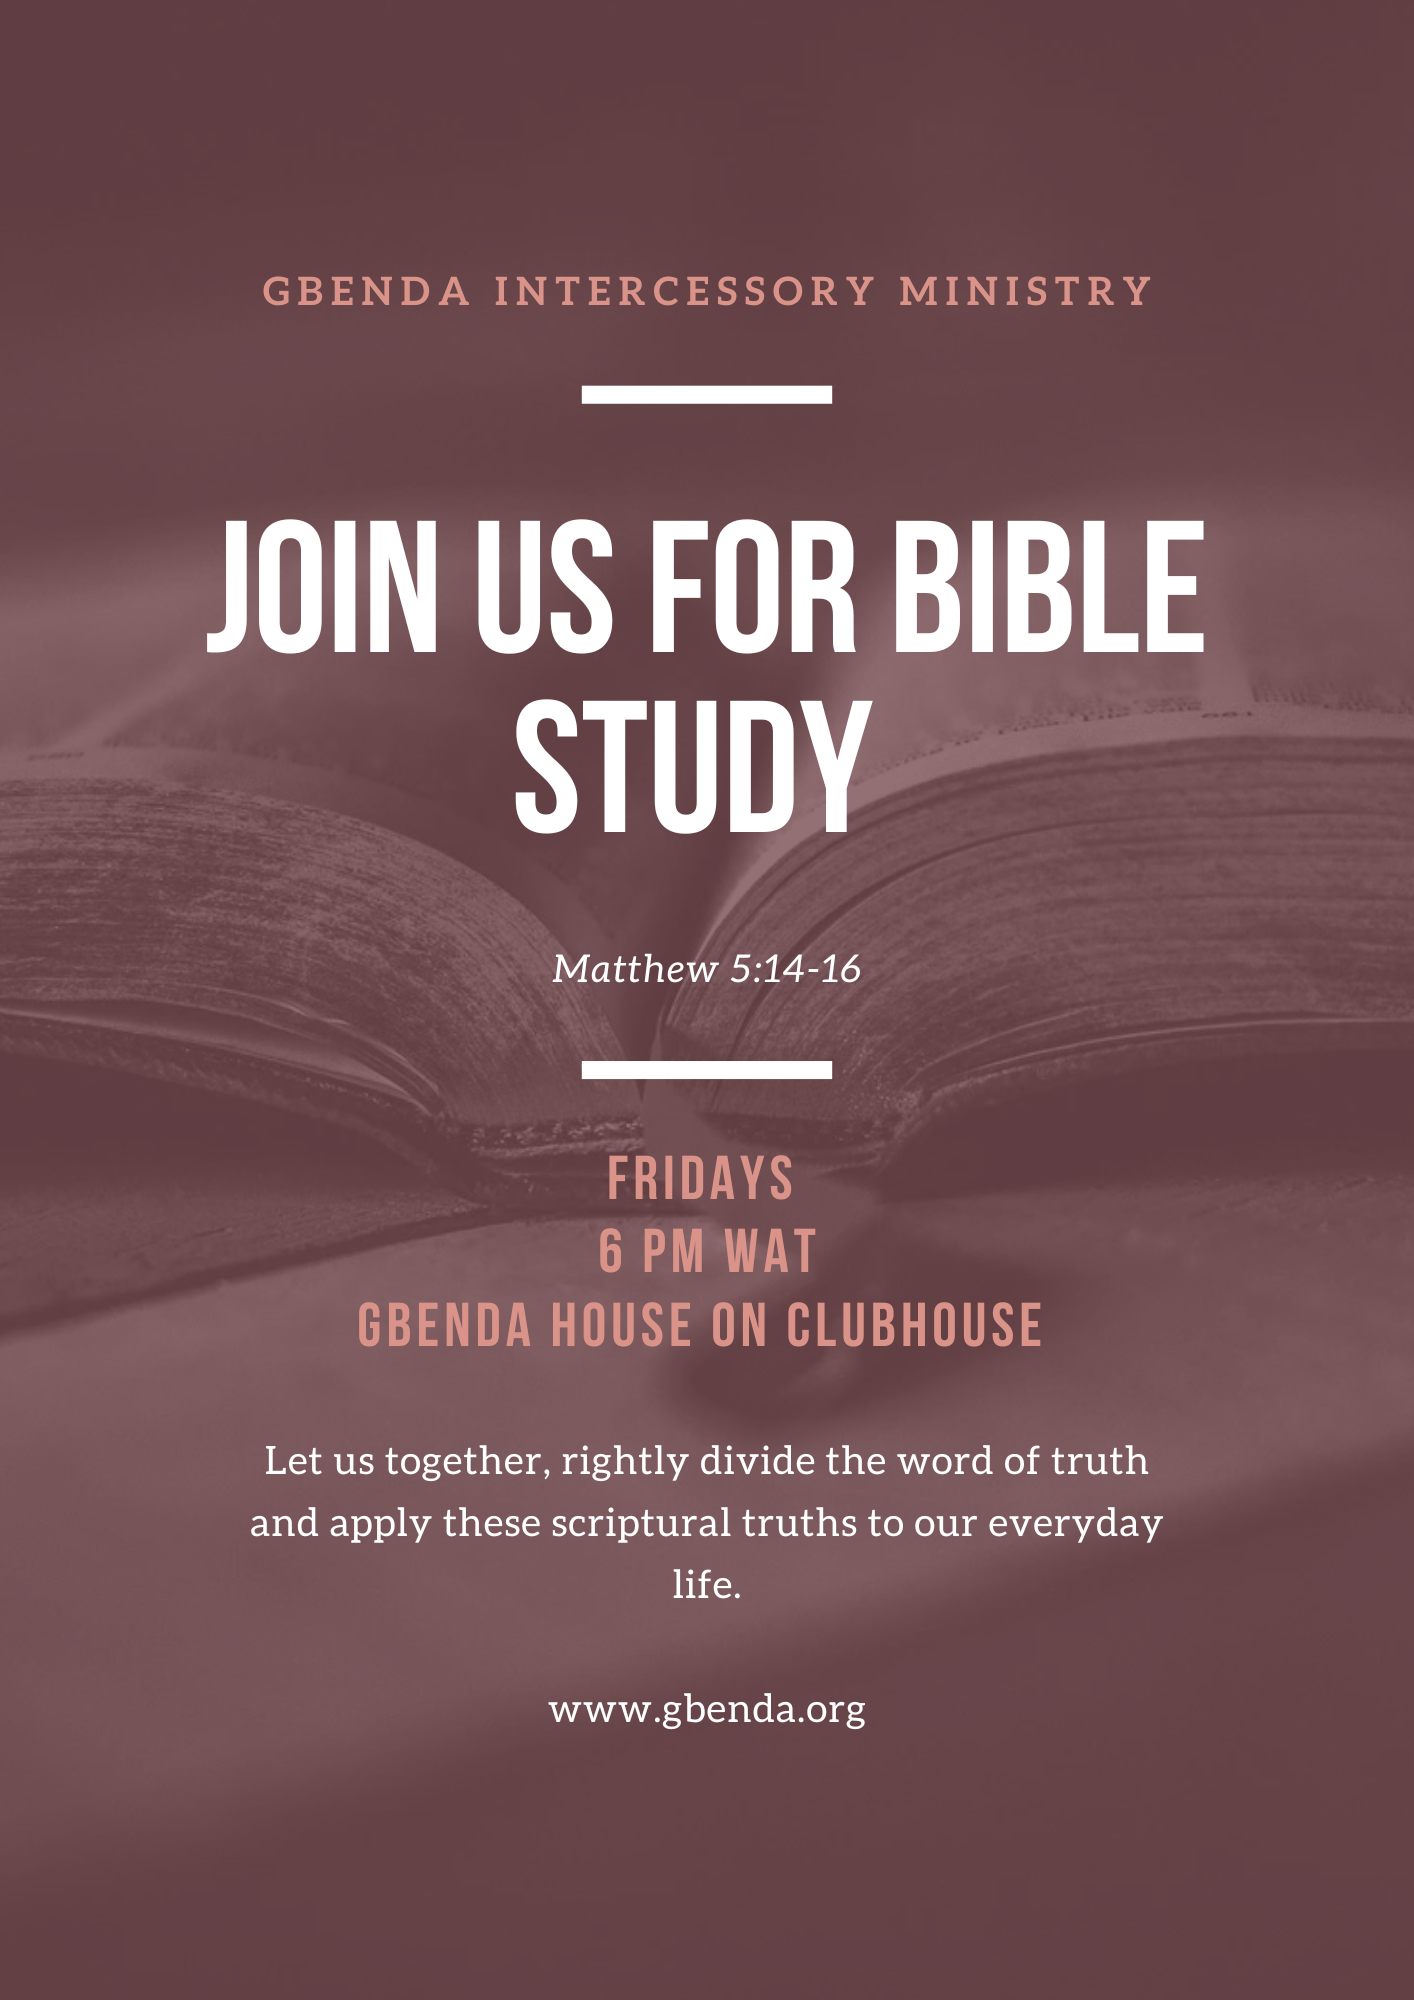 GBENDA INTERCESSORY MINISTRY
JOIN US FOR BIBLE
STUDY
Matthew 5:14-16
FRIDAYS
6 PM WAT
GBENDA HOUSE ON CLUBHOUSE
Let us together, rightly divide the word of truth
and apply these scriptural truths to our everyday
life.
www.gbenda.org